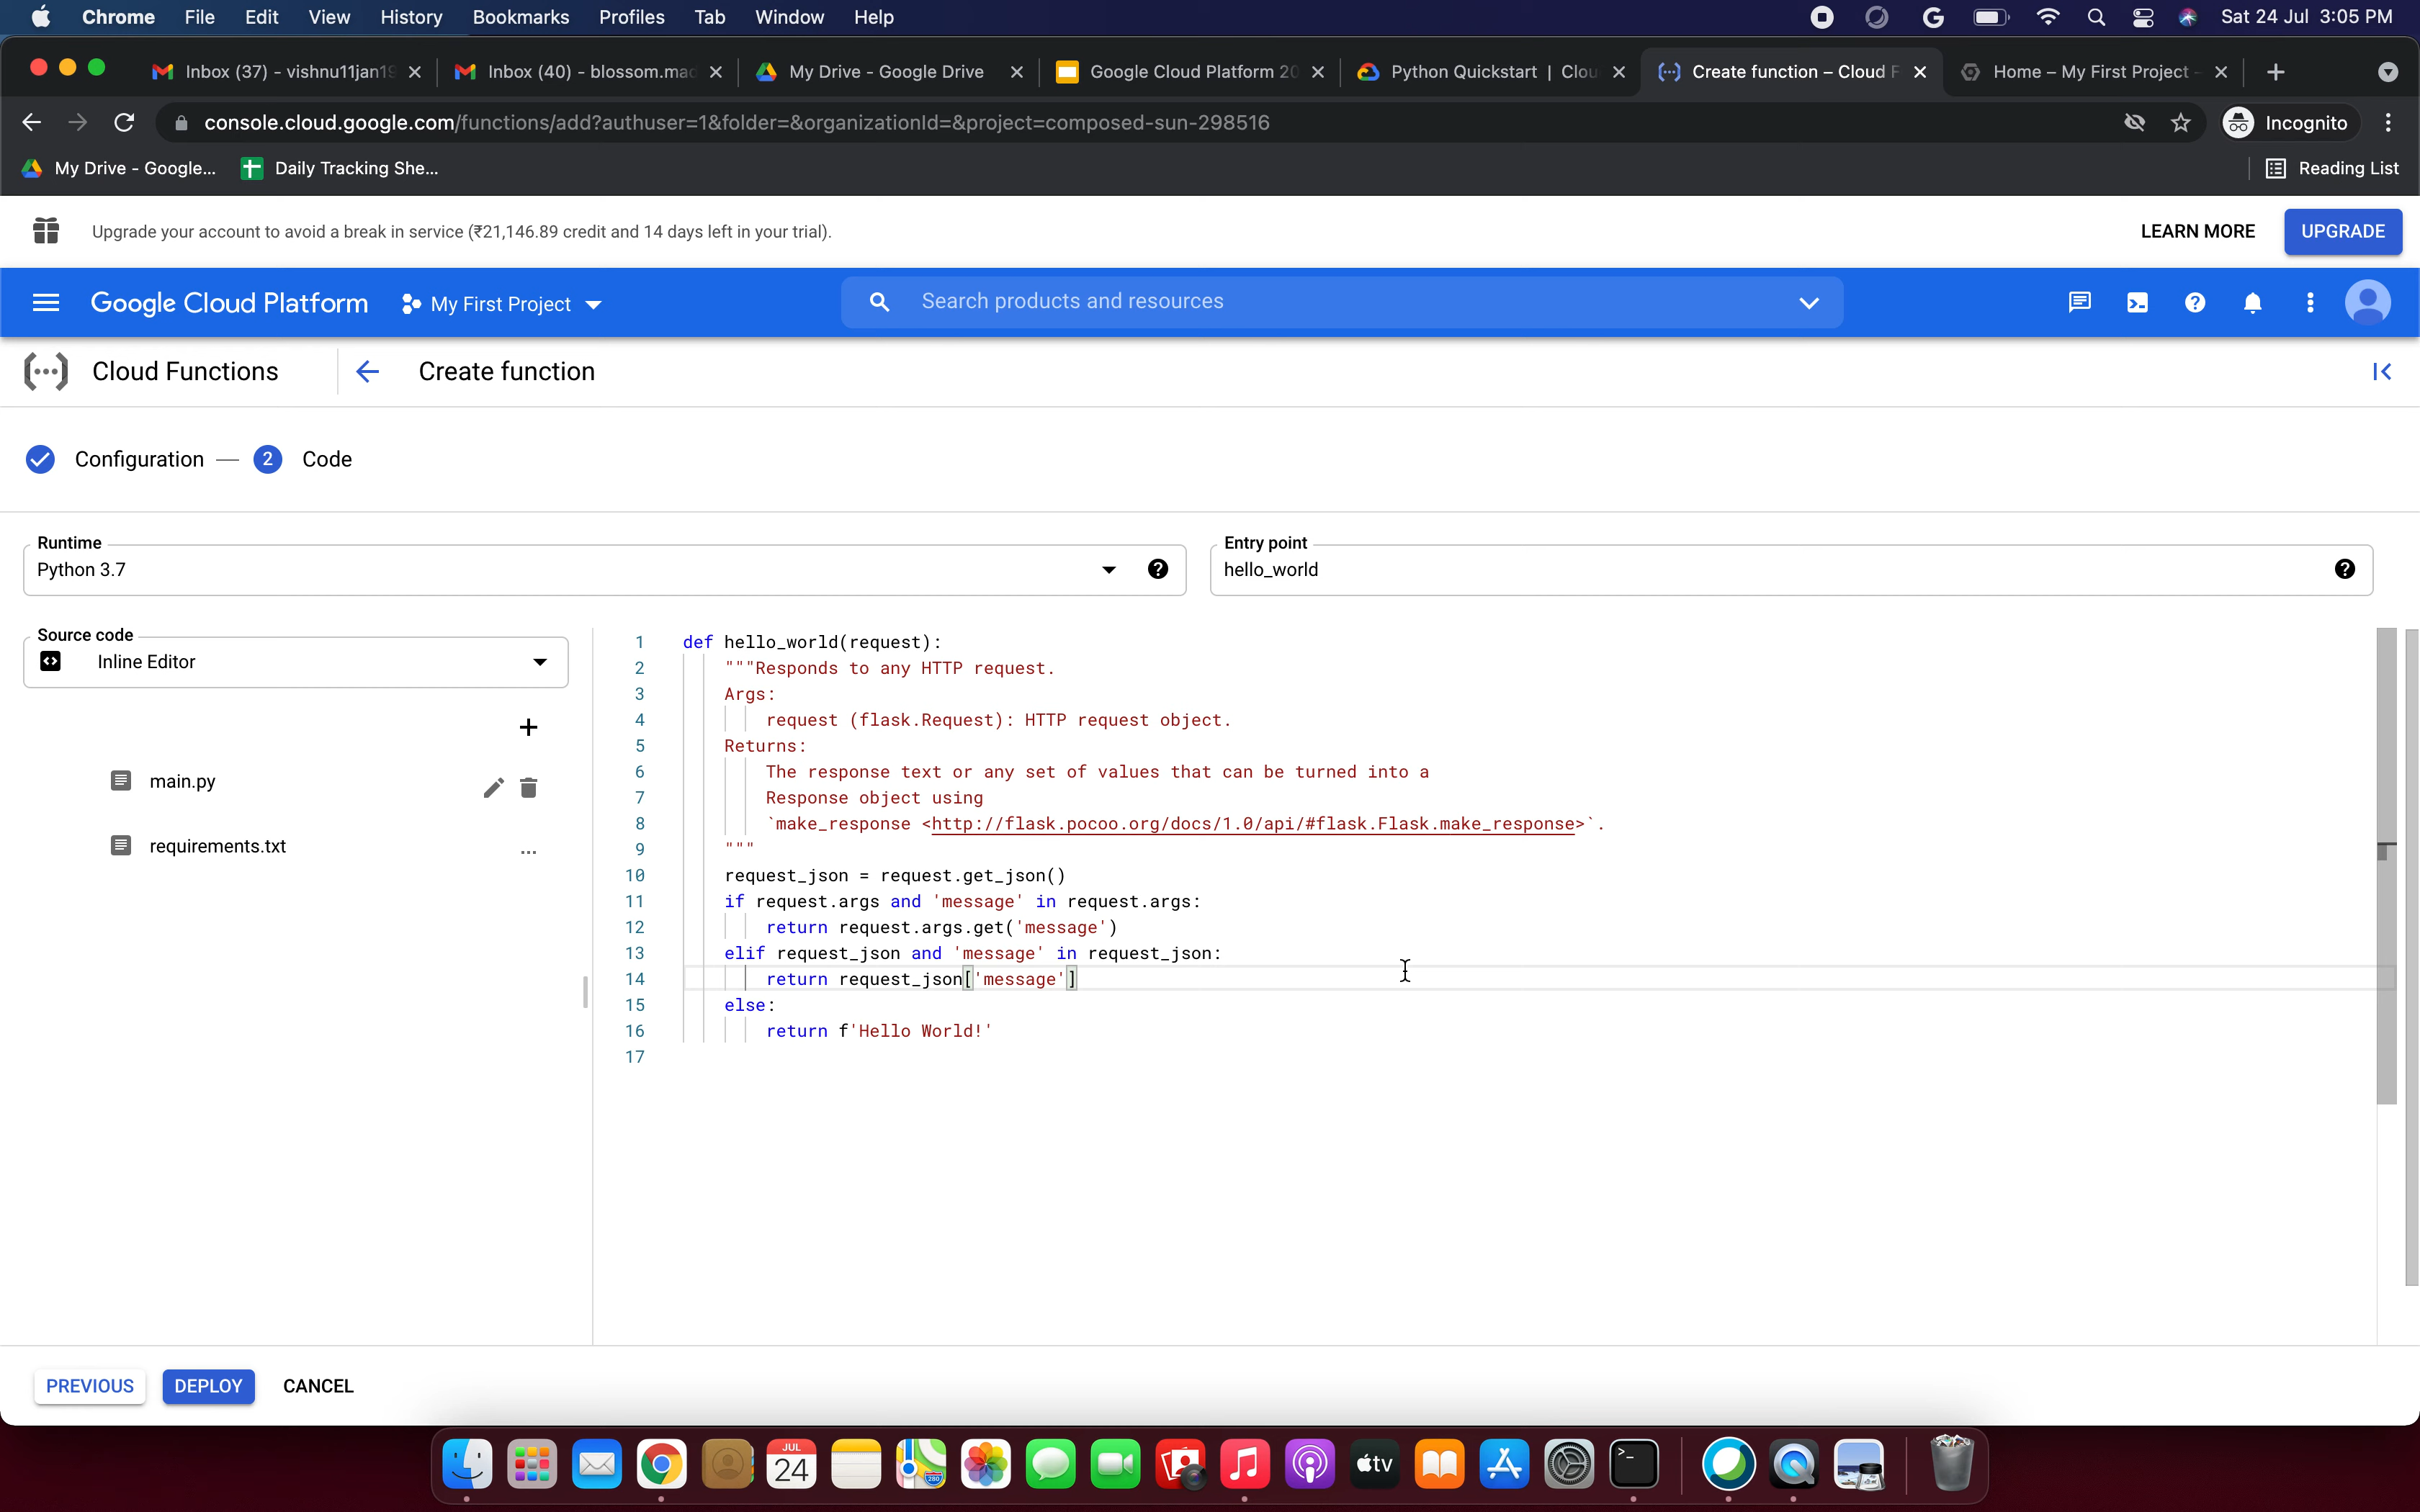 Chrome File Edit View History Bookmarks Profiles Tab Window Help Sat 24 Jul 3:05 PM
Inbox (37) - vishnu11jan19 Inbox (40) - blossom.mad My Drive - Google Drive Google Cloud Platform 20 Python Quickstart | Clou Create function – Cloud F Home – My First Project -
console.cloud.google.com/functions/add?authuser=1&folder=&organizationId=&project=composed-sun-298516 Incognito
My Drive - Google... Daily Tracking She... Reading List
Upgrade your account to avoid a break in service (₹21,146.89 credit and 14 days left in your trial). LEARN MORE UPGRADE
Google Cloud Platform My First Project Search products and resources
Cloud Functions Create function
Configuration — 2 Code
Runtime
Python 3.7
Entry point
hello_world
Source code
Inline Editor
main.py
requirements.txt
...
1 def hello_world(request):
2 """Responds to any HTTP request.
3 Args:
4 request (flask.Request): HTTP request object.
5 Returns:
6 The response text or any set of values that can be turned into a
7 Response object using
8 `make_response <http://flask.pocoo.org/docs/1.0/api/#flask.Flask.make_response>`.
9 """
10 request_json = request.get_json()
11 if request.args and 'message' in request.args:
12 return request.args.get('message')
13 elif request_json and 'message' in request_json:
14 return request_json['message']
15 else:
16 return f'Hello World!'
17
PREVIOUS DEPLOY CANCEL
JUL
24
tv